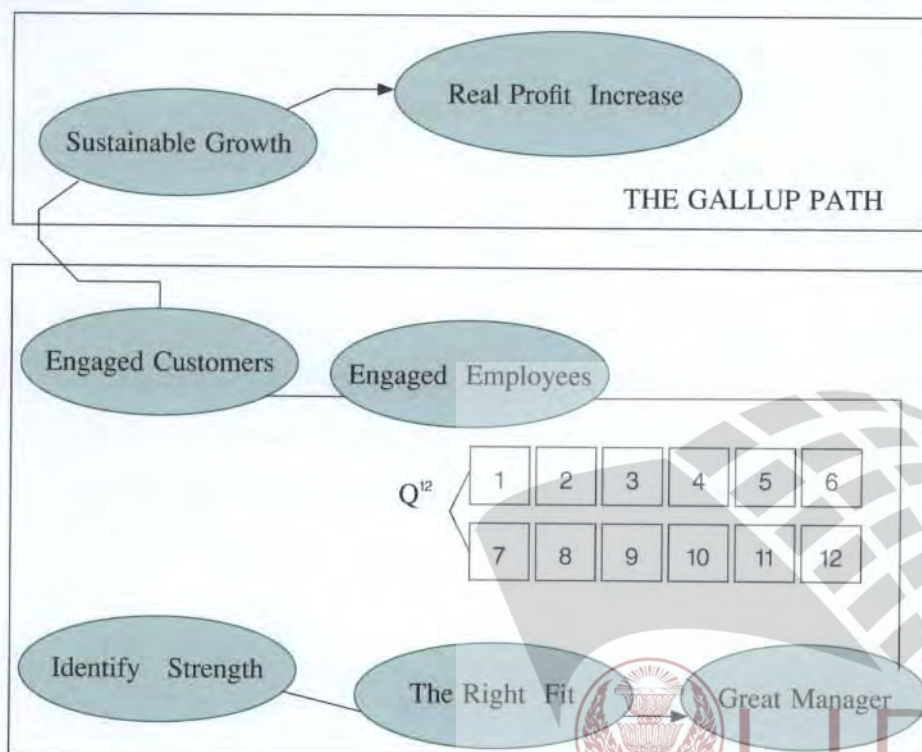 Real Profit Increase
Sustainable Growth
THE GALLUP PATH
Engaged Customers
Engaged Employees
Q¹²
1 2 3 4 5 6
7 8 9 10 11 12
Identify Strength
The Right Fit
Great Manager